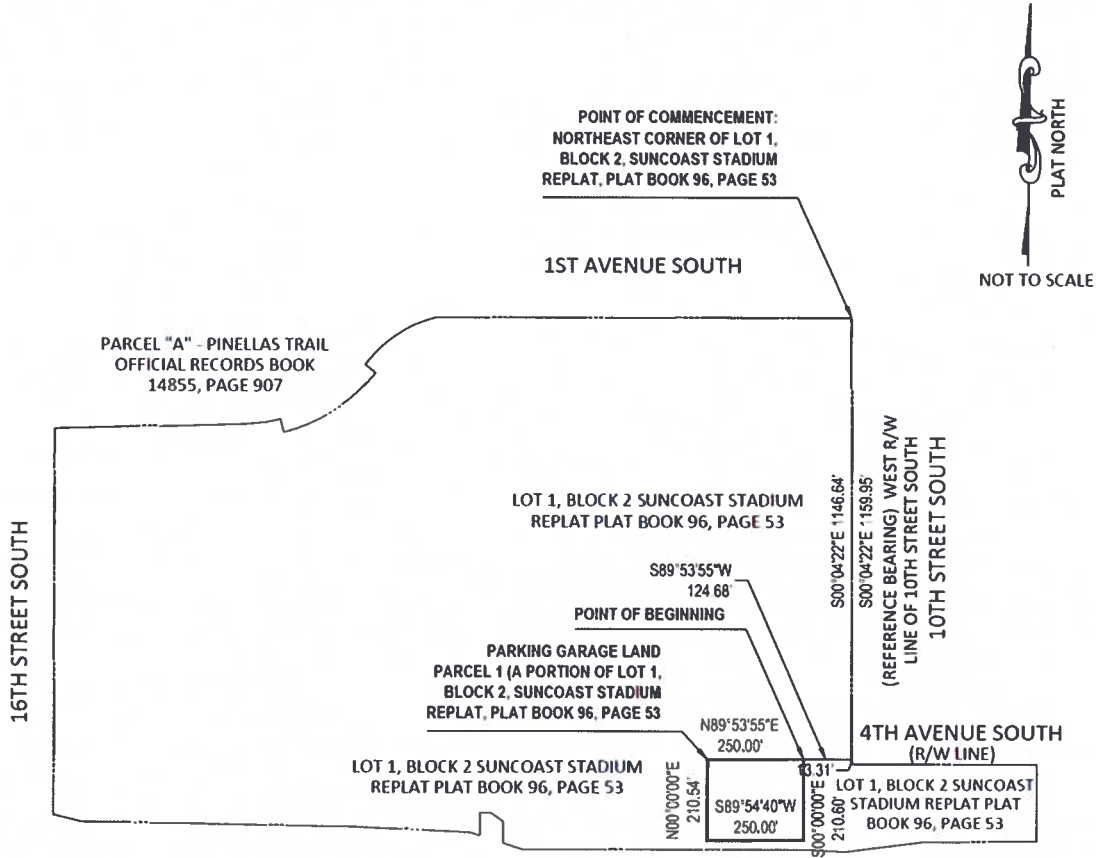 POINT OF COMMENCEMENT:
NORTHEAST CORNER OF LOT 1,
BLOCK 2, SUNCOAST STADIUM
REPLAT, PLAT BOOK 96, PAGE 53
PLAT NORTH
NOT TO SCALE
1ST AVENUE SOUTH
PARCEL "A" - PINELLAS TRAIL
OFFICIAL RECORDS BOOK
14855, PAGE 907
16TH STREET SOUTH
LOT 1, BLOCK 2 SUNCOAST STADIUM
REPLAT PLAT BOOK 96, PAGE 53
S00°04'22"E 1146.64'
S00°04'22"E 1159.95'
(REFERENCE BEARING) WEST R/W
LINE OF 10TH STREET SOUTH
10TH STREET SOUTH
S89°53'55"W
124.68'
POINT OF BEGINNING
PARKING GARAGE LAND
PARCEL 1 (A PORTION OF LOT 1,
BLOCK 2, SUNCOAST STADIUM
REPLAT, PLAT BOOK 96, PAGE 53
N89°53'55"E
250.00'
4TH AVENUE SOUTH
(R/W LINE)
13.31'
LOT 1, BLOCK 2 SUNCOAST STADIUM
REPLAT PLAT BOOK 96, PAGE 53
N00°00'00"E
210.54'
S89°54'40"W
250.00'
S00°00'00"E
210.60'
LOT 1, BLOCK 2 SUNCOAST
STADIUM REPLAT PLAT
BOOK 96, PAGE 53